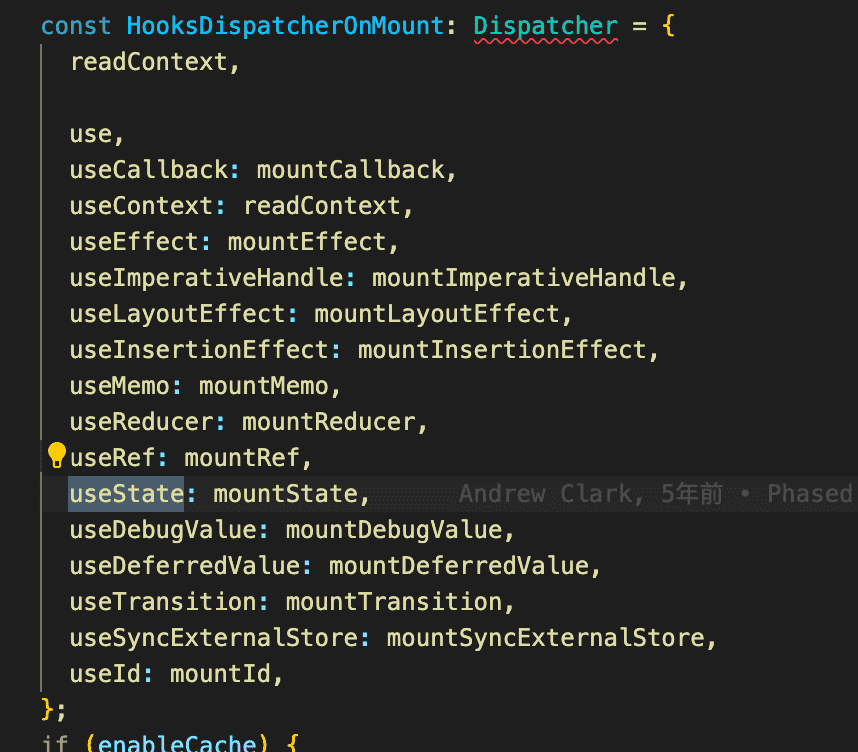 const HooksDispatcherOnMount: Dispatcher = {
readContext,
use,
useCallback: mountCallback,
useContext: readContext,
useEffect: mountEffect,
useImperativeHandle: mountImperativeHandle,
useLayoutEffect: mountLayoutEffect,
useInsertionEffect: mountInsertionEffect,
useMemo: mountMemo,
useReducer: mountReducer,
useRef: mountRef,
useState: mountState, Andrew Clark, 5年前 • Phased
useDebugValue: mountDebugValue,
useDeferredValue: mountDeferredValue,
useTransition: mountTransition,
useSyncExternalStore: mountSyncExternalStore,
useId: mountId,
};
if (enableCache) {